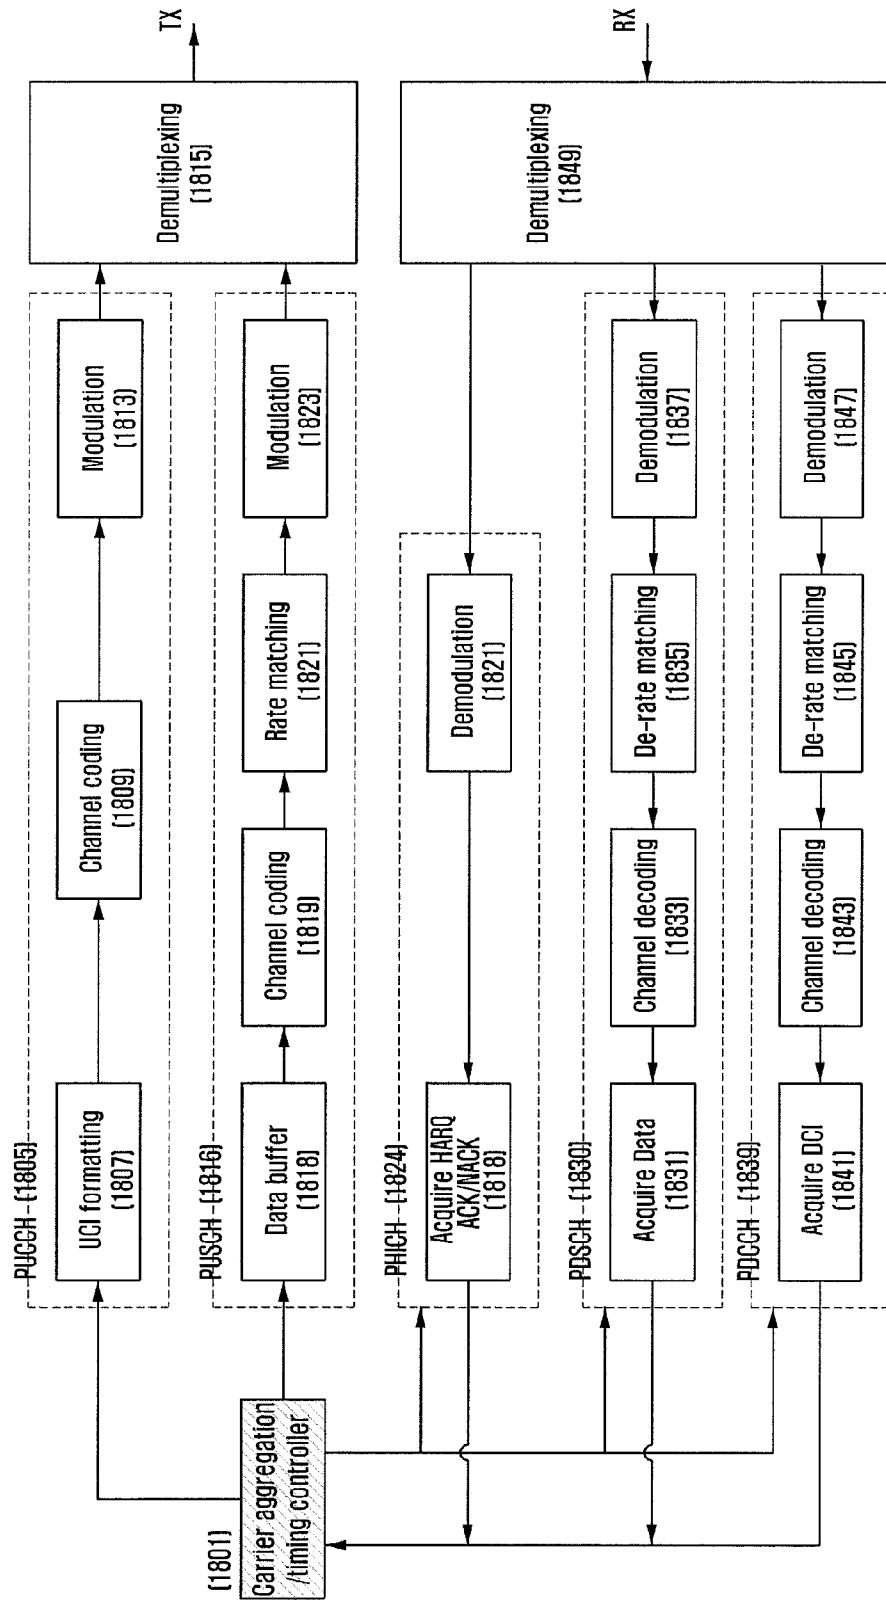 (1801)
Carrier aggregation
/timing controller
PUCCH (1805)
UCI formatting
(1807)
Channel coding
(1809)
Modulation
(1813)
Demultiplexing
(1815)
TX
PUSCH (1816)
Data buffer
(1818)
Channel coding
(1819)
Rate matching
(1821)
Modulation
(1823)
PHICH (1824)
Acquire HARQ
ACK/NACK
(1818)
Demodulation
(1821)
Demultiplexing
(1849)
RX
PDSCH (1830)
Acquire Data
(1831)
Channel decoding
(1833)
De-rate matching
(1835)
Demodulation
(1837)
PDCCH (1839)
Acquire DCI
(1841)
Channel decoding
(1843)
De-rate matching
(1845)
Demodulation
(1847)